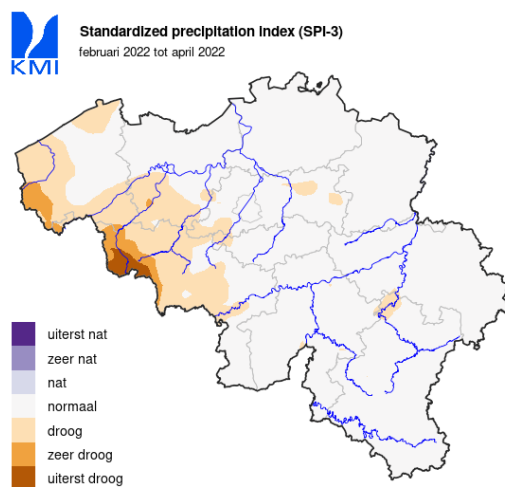 Standardized precipitation index (SPI-3)
februari 2022 tot april 2022
KMI
uiterst nat
zeer nat
nat
normaal
droog
zeer droog
uiterst droog